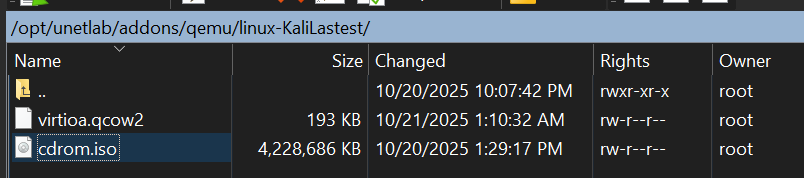 /opt/unetlab/addons/qemu/linux-KaliLastest/
Name Size Changed Rights Owner
.. 10/20/2025 10:07:42 PM rwxr-xr-x root
virtioa.qcow2 193 KB 10/21/2025 1:10:32 AM rw-r--r-- root
cdrom.iso 4,228,686 KB 10/20/2025 1:29:17 PM rw-r--r-- root